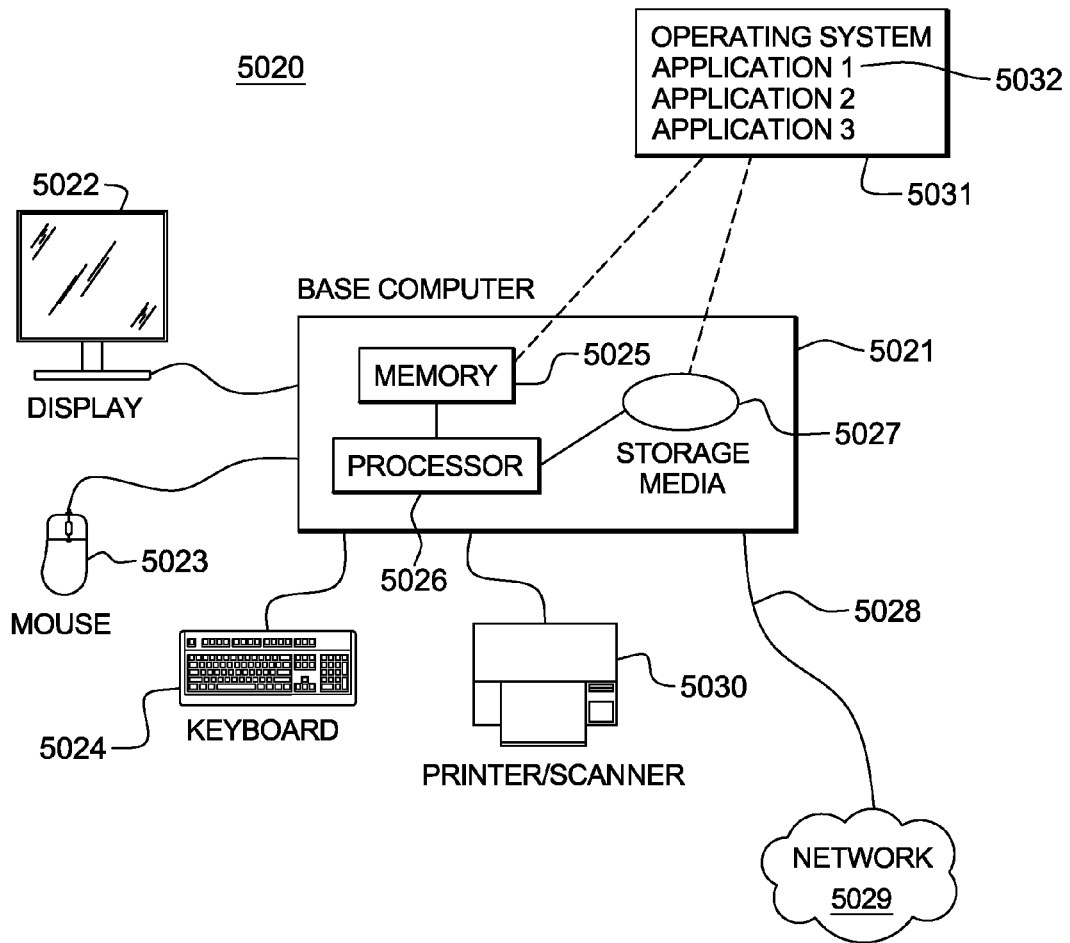 5020
OPERATING SYSTEM
APPLICATION 1
APPLICATION 2
APPLICATION 3
5032
5031
5022
DISPLAY
BASE COMPUTER
5021
MEMORY
5025
PROCESSOR
5026
STORAGE
MEDIA
5027
MOUSE
5023
KEYBOARD
5024
PRINTER/SCANNER
5030
5028
NETWORK
5029